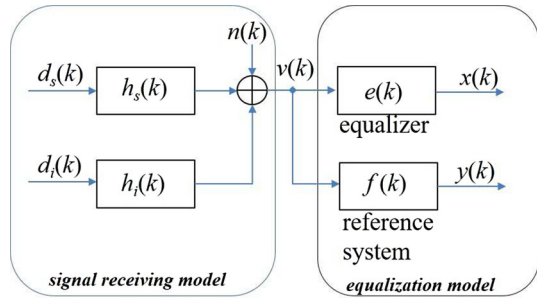 n(k)
d_s(k)
h_s(k)
v(k)
e(k)
x(k)
equalizer
d_i(k)
h_i(k)
f(k)
y(k)
reference
system
signal receiving model
equalization model